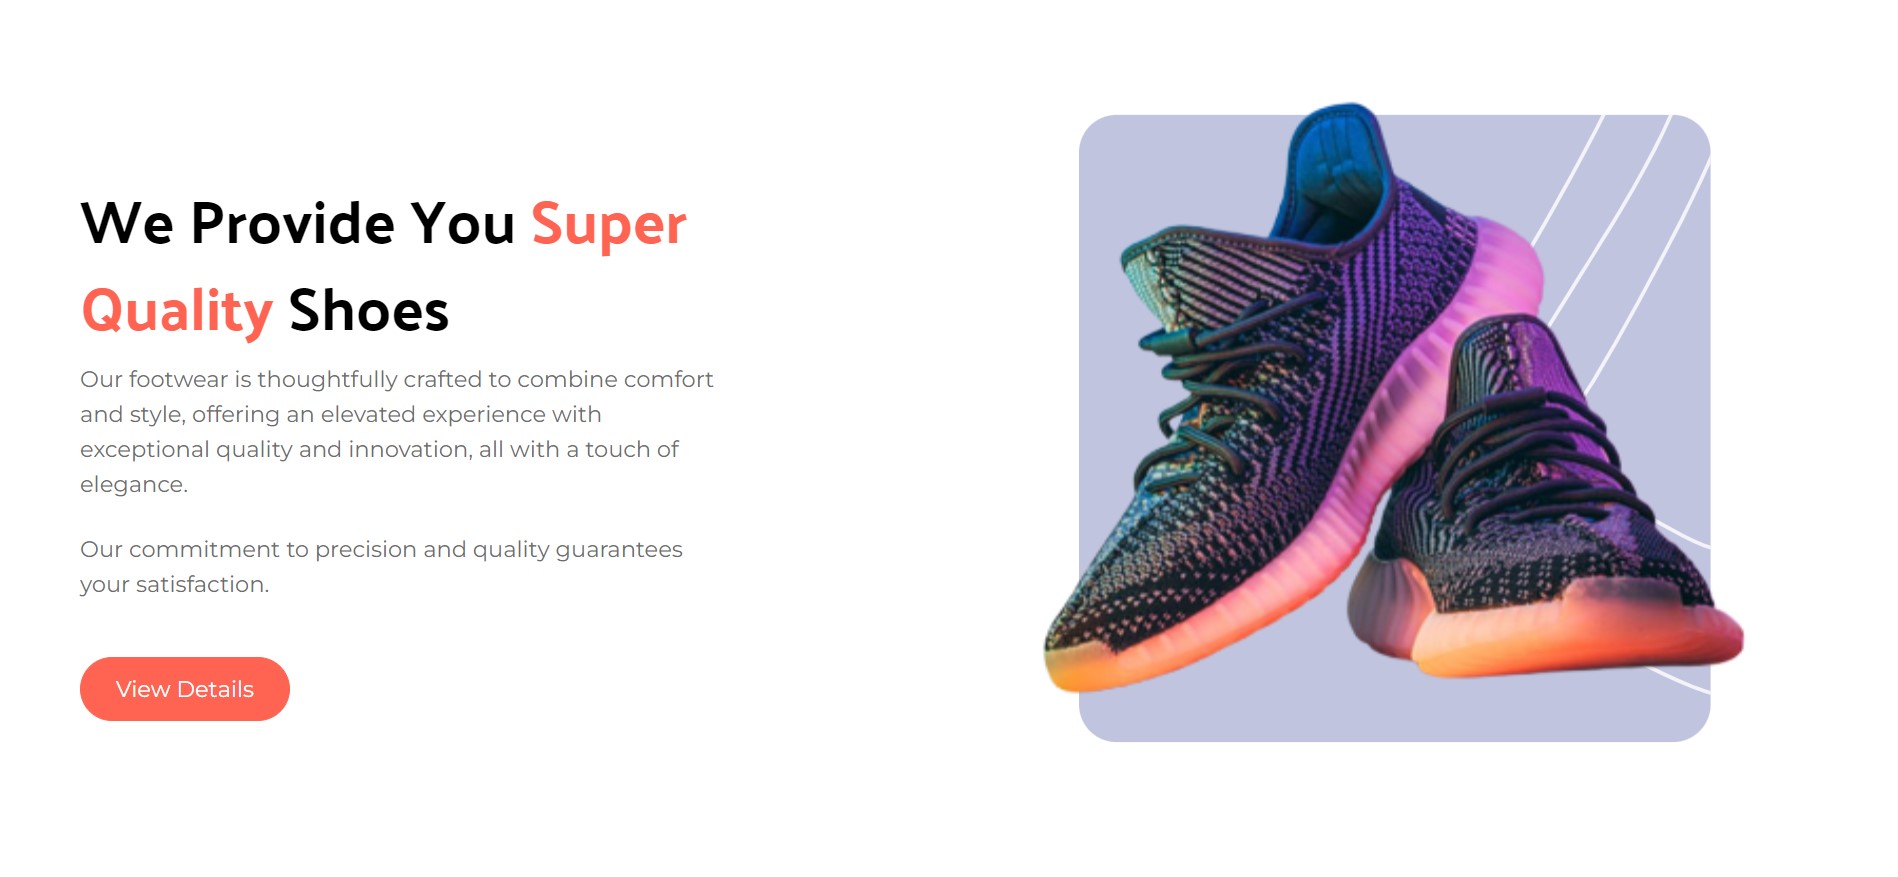 We Provide You Super
Quality Shoes
Our footwear is thoughtfully crafted to combine comfort
and style, offering an elevated experience with
exceptional quality and innovation, all with a touch of
elegance.
Our commitment to precision and quality guarantees
your satisfaction.
View Details